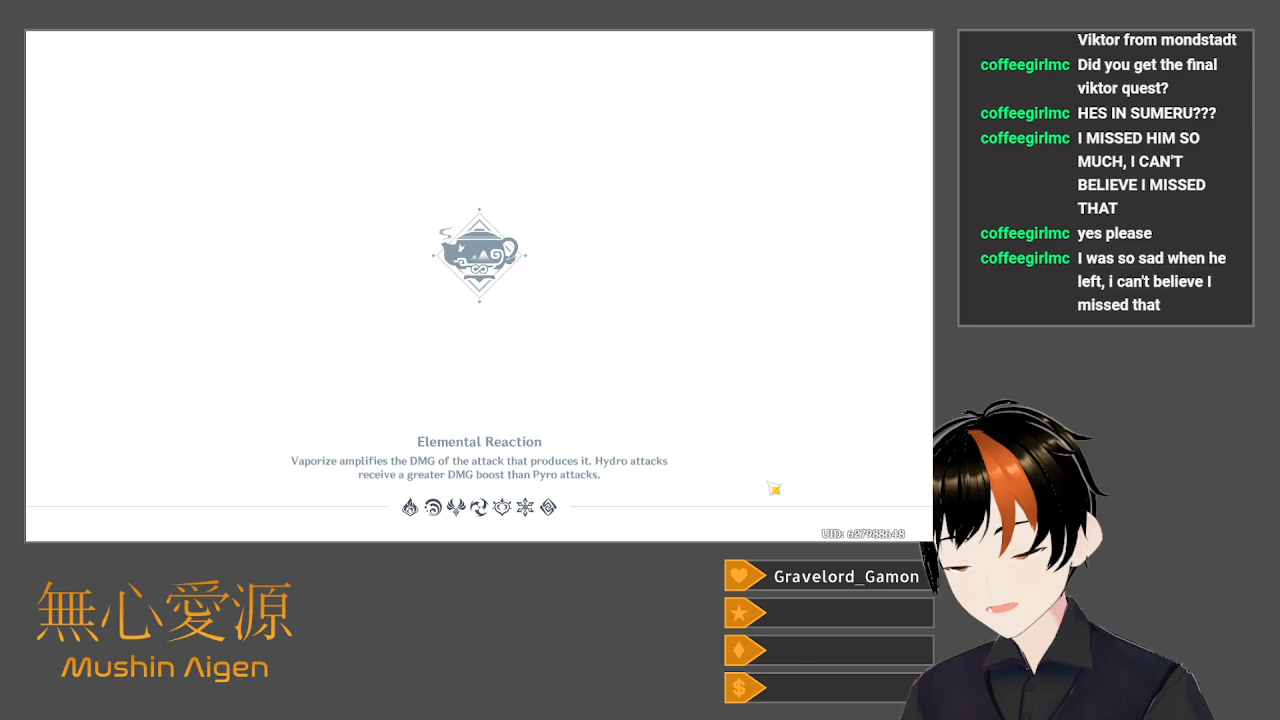 Viktor from mondstadt
coffeegirlmc Did you get the final
viktor quest?
coffeegirlmc HES IN SUMERU???
coffeegirlmc I MISSED HIM SO
MUCH, I CAN'T
BELIEVE I MISSED
THAT
coffeegirlmc yes please
coffeegirlmc I was so sad when he
left, i can't believe I
missed that
Elemental Reaction
Vaporize amplifies the DMG of the attack that produces it. Hydro attacks
receive a greater DMG boost than Pyro attacks.
UID: 627988648
Gravelord_Gamon
無心愛源
Mushin Aigen